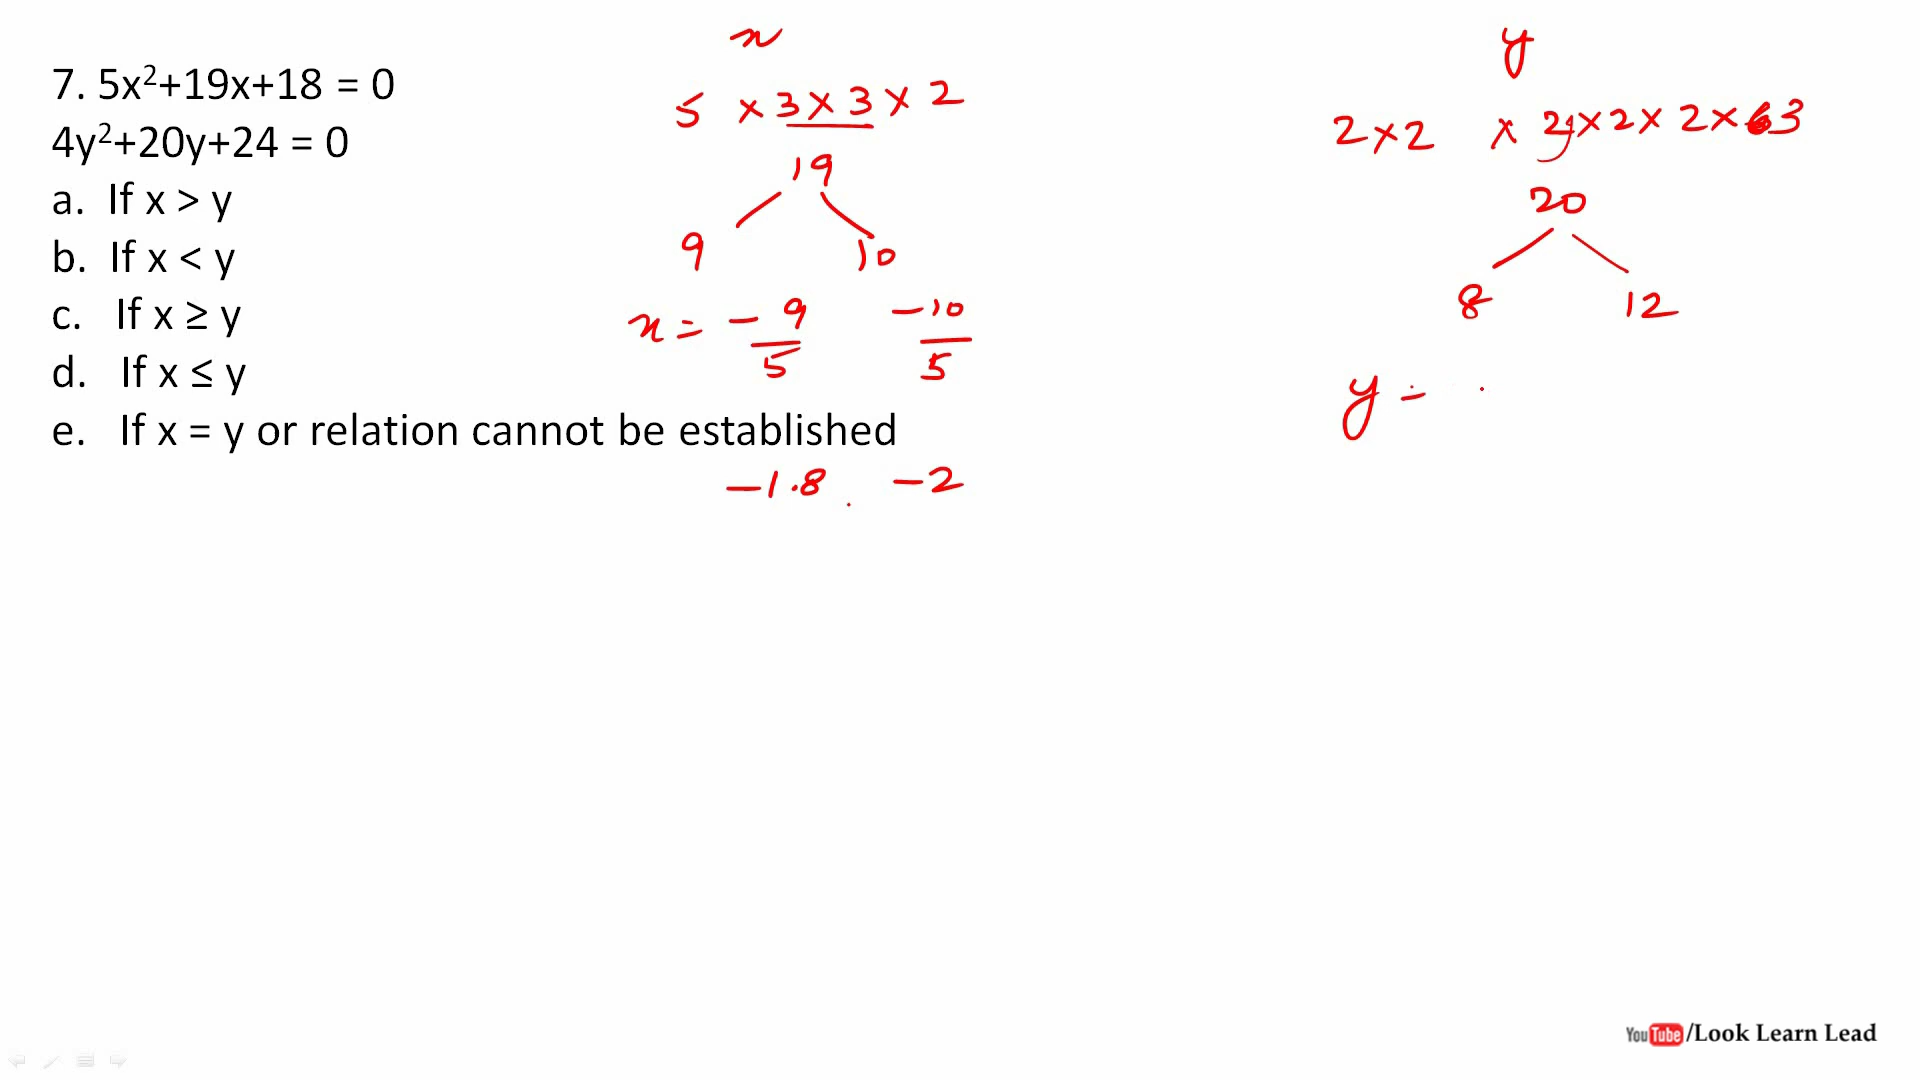 7. 5x²+19x+18 = 0
4y²+20y+24 = 0
a. If x > y
b. If x < y
c. If x ≥ y
d. If x ≤ y
e. If x = y or relation cannot be established
x
5 × 3 × 3 × 2
19
9 10
x = -9/5 -10/5
-1.8 -2
y
2 × 2 × 2 × 2 × 2 × 3
20
8 12
y =
YouTube/Look Learn Lead